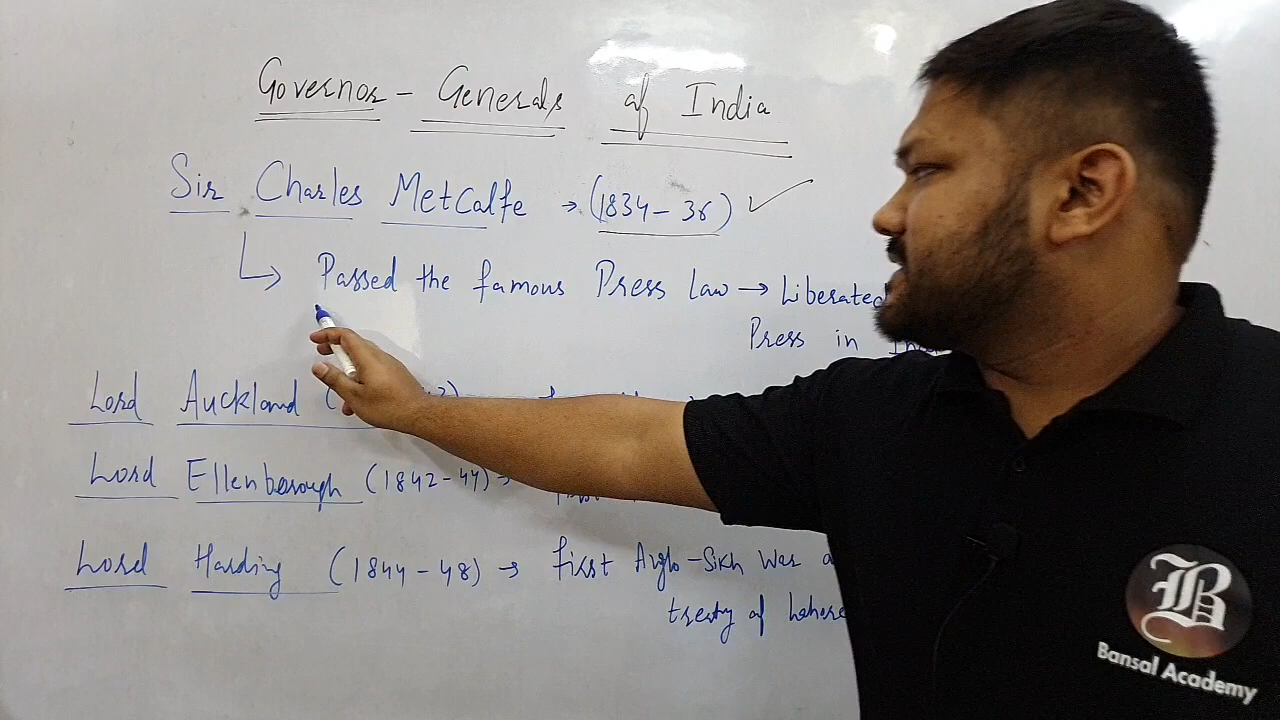 Governor - Generals of India
Sir Charles Metcalfe → (1834 - 36) ✓
Passed the famous Press law → Liberated
Press in
Lord Auckland (
Lord Ellenborough (1842-44) →
Lord Harding (1844-48) → first Anglo-Sikh War
treaty of Lahore
B
Bansal Academy